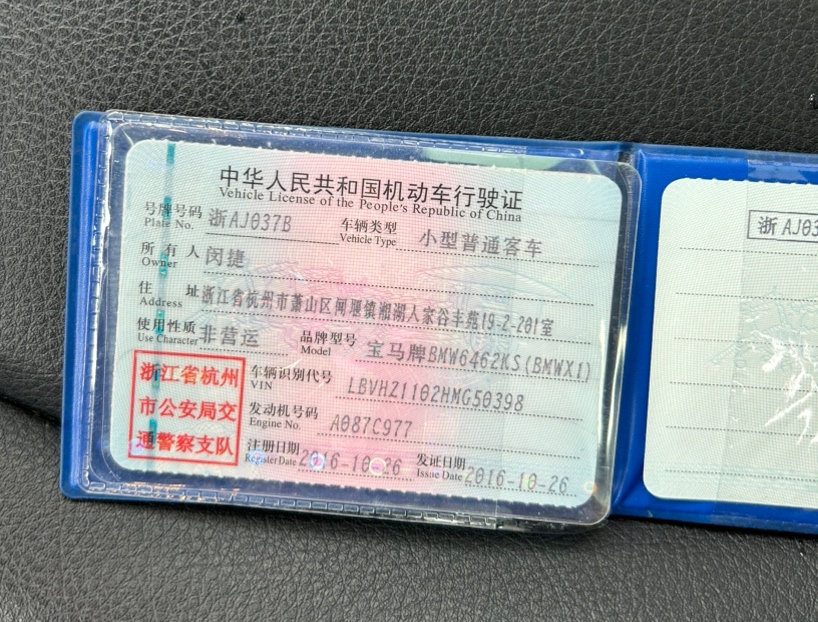 中华人民共和国机动车行驶证
Vehicle License of the People's Republic of China
号牌号码 浙AJ037B 车辆类型 小型普通客车
Plate No. Vehicle Type
所有人 闵捷
Owner
住址 浙江省杭州市萧山区闻堰镇湘湖人家谷丰苑19-2-201室
Address
使用性质 非营运 品牌型号 宝马牌BMW6462KS(BMWX1)
Use Character Model
浙江省杭州
市公安局交
通警察支队
车辆识别代号 LBVHZ1102HMG50398
VIN
发动机号码 A087C977
Engine No.
注册日期 2016-10-26 发证日期 2016-10-26
Register Date Issue Date
浙AJ03